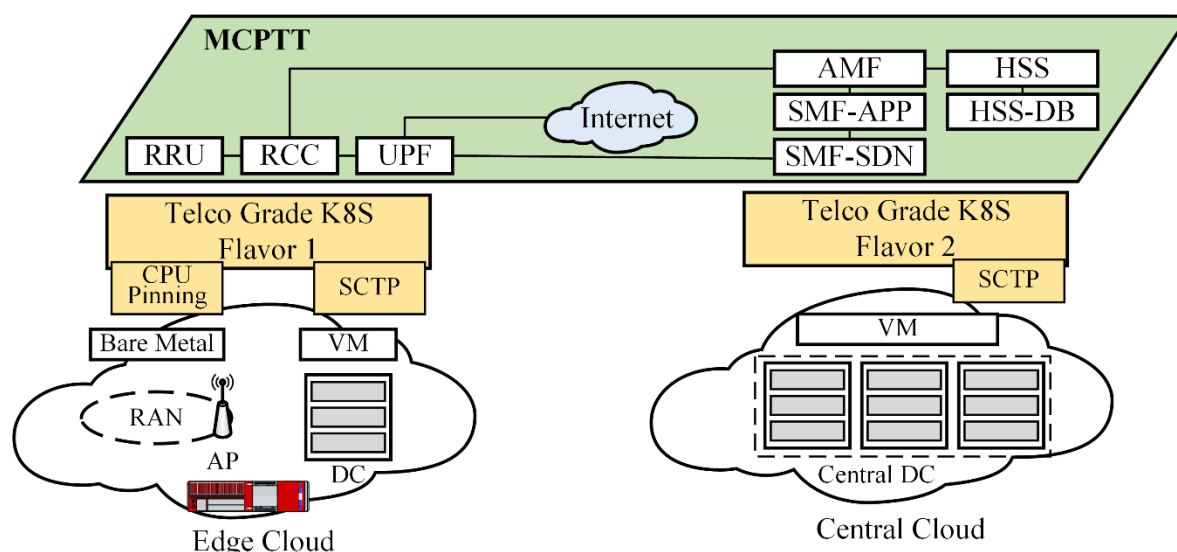 MCPTT
AMF
HSS
SMF-APP
HSS-DB
Internet
RRU
RCC
UPF
SMF-SDN
Telco Grade K8S
Flavor 1
Telco Grade K8S
Flavor 2
CPU
Pinning
SCTP
SCTP
Bare Metal
VM
VM
RAN
AP
DC
Central DC
Edge Cloud
Central Cloud